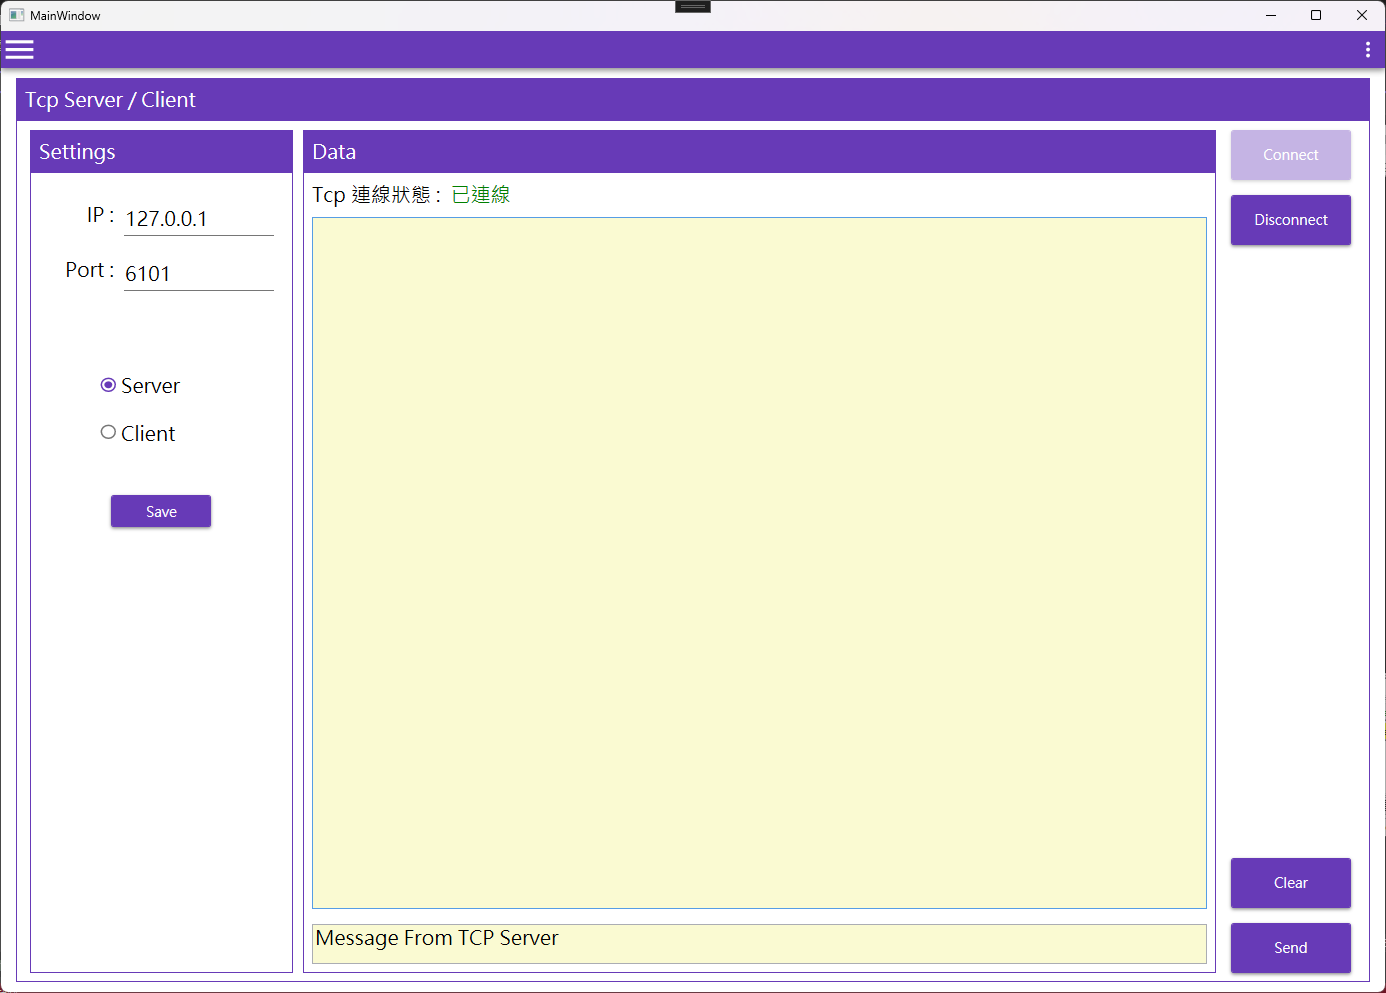 MainWindow
Tcp Server / Client
Settings
IP :
127.0.0.1
Port :
6101
Server
Client
Save
Data
Tcp 連線狀態 : 已連線
Message From TCP Server
Connect
Disconnect
Clear
Send